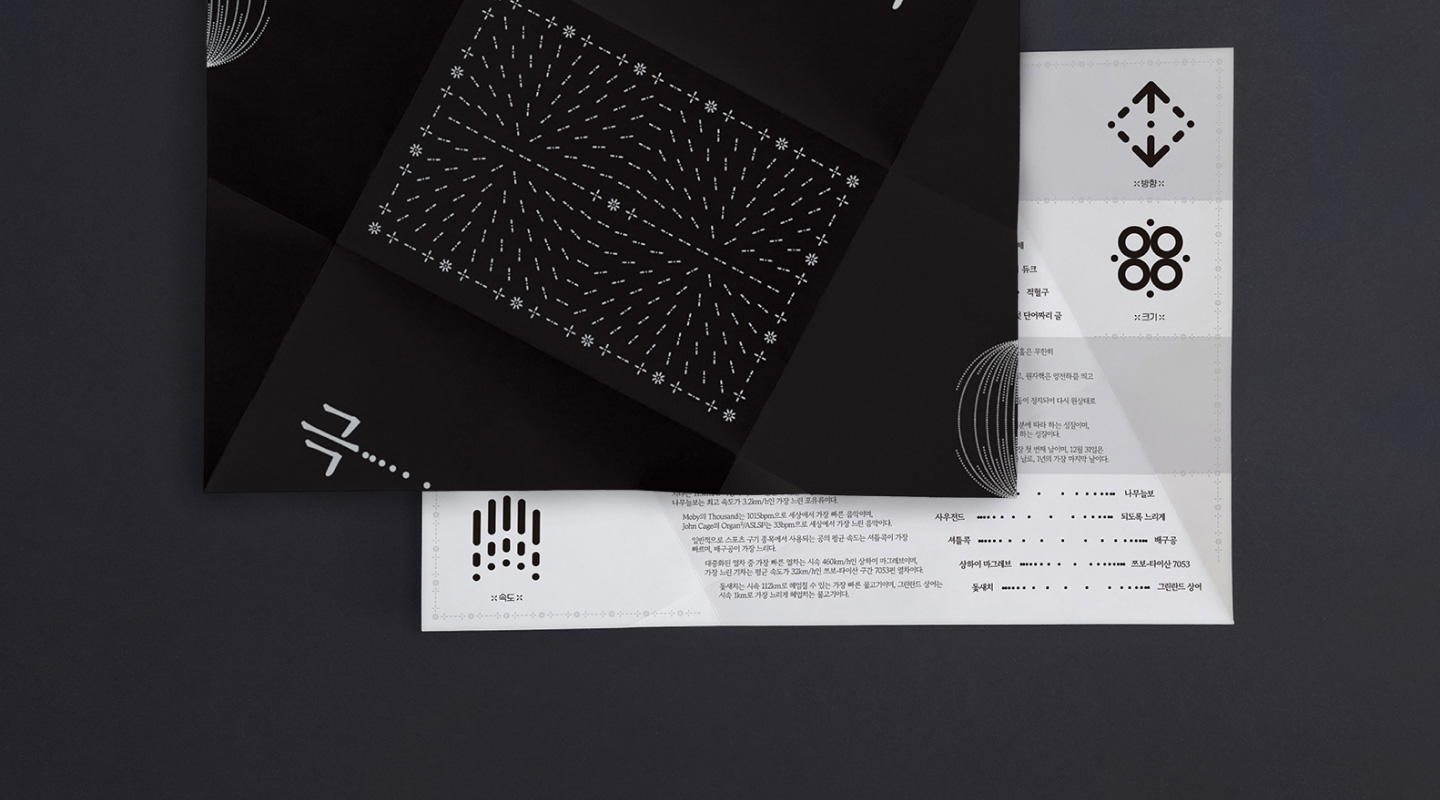 극
방향
크기
듀크
적혈구
단어짜리 글
무한히
원자핵은 양전하를 띄고
정지되어 다시 원상태로
따라 하는 성질이며,
하는 성질이다.
첫 번째 날이며, 12월 31일은
날로, 1년의 가장 마지막 날이다.
나무늘보는 최고 속도가 3.2km/h인 가장 느린 포유류이다.
나무늘보
Moby의 Thousand는 1015bpm으로 세상에서 가장 빠른 음악이며,
John Cage의 Organ²/ASLSP는 33bpm으로 세상에서 가장 느린 음악이다.
사우전드 되도록 느리게
일반적으로 스포츠 구기 종목에서 사용되는 공의 평균 속도는 셔틀콕이 가장
빠르며, 배구공이 가장 느리다.
셔틀콕 배구공
대중화된 열차 중 가장 빠른 열차는 시속 460km/h인 상하이 마그레브이며,
가장 느린 기차는 평균 속도가 32km/h인 쯔보-타이산 구간 7053편 열차이다.
상하이 마그레브 쯔보-타이산 7053
돛새치는 시속 112km로 헤엄칠 수 있는 가장 빠른 물고기이며, 그린란드 상어는
시속 1km로 가장 느리게 헤엄치는 물고기이다.
돛새치 그린란드 상어
속도